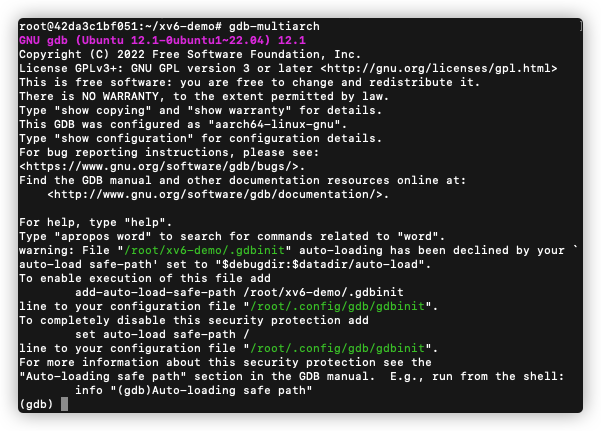 root@42da3c1bf051:~/xv6-demo# gdb-multiarch
GNU gdb (Ubuntu 12.1-0ubuntu1~22.04) 12.1
Copyright (C) 2022 Free Software Foundation, Inc.
License GPLv3+: GNU GPL version 3 or later <http://gnu.org/licenses/gpl.html>
This is free software: you are free to change and redistribute it.
There is NO WARRANTY, to the extent permitted by law.
Type "show copying" and "show warranty" for details.
This GDB was configured as "aarch64-linux-gnu".
Type "show configuration" for configuration details.
For bug reporting instructions, please see:
<https://www.gnu.org/software/gdb/bugs/>.
Find the GDB manual and other documentation resources online at:
    <http://www.gnu.org/software/gdb/documentation/>.

For help, type "help".
Type "apropos word" to search for commands related to "word".
warning: File "/root/xv6-demo/.gdbinit" auto-loading has been declined by your `
auto-load safe-path' set to "$debugdir:$datadir/auto-load".
To enable execution of this file add
        add-auto-load-safe-path /root/xv6-demo/.gdbinit
line to your configuration file "/root/.config/gdb/gdbinit".
To completely disable this security protection add
        set auto-load safe-path /
line to your configuration file "/root/.config/gdb/gdbinit".
For more information about this security protection see the
"Auto-loading safe path" section in the GDB manual.  E.g., run from the shell:
        info "(gdb)Auto-loading safe path"
(gdb)